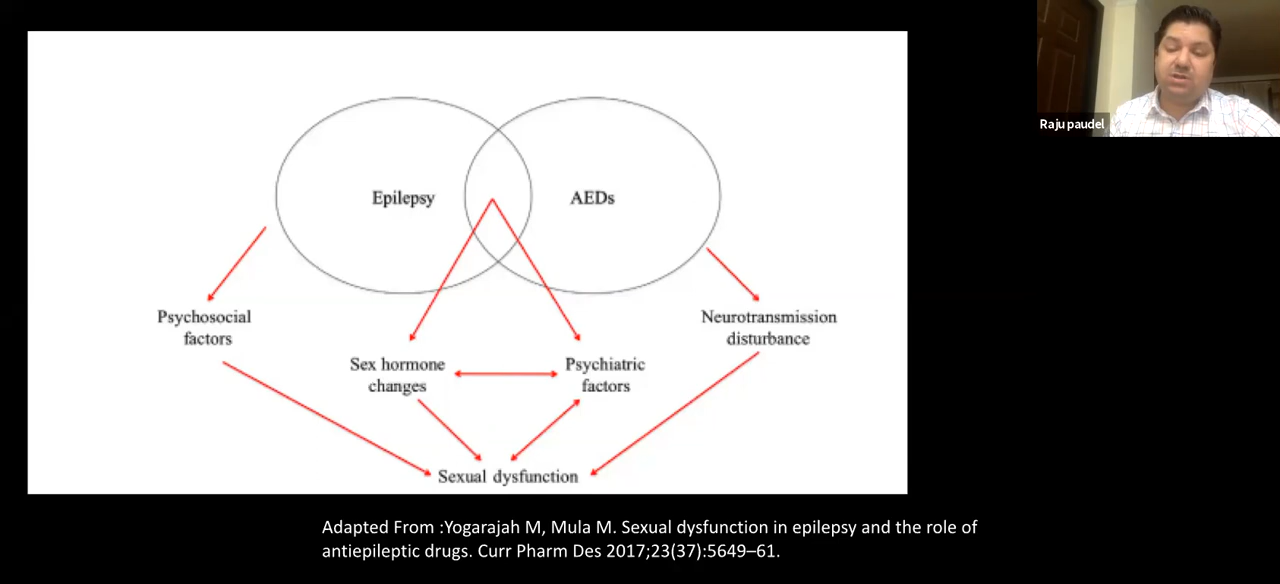 Raju paudel
Epilepsy
AEDs
Psychosocial
factors
Neurotransmission
disturbance
Sex hormone
changes
Psychiatric
factors
Sexual dysfunction
Adapted From :Yogarajah M, Mula M. Sexual dysfunction in epilepsy and the role of
antiepileptic drugs. Curr Pharm Des 2017;23(37):5649–61.